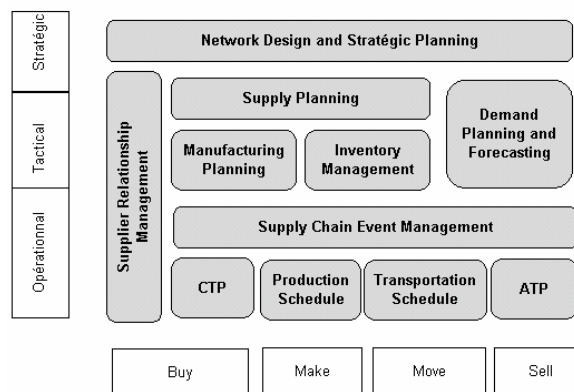 Stratégic
Network Design and Stratégic Planning
Tactical
Supplier Relationship
Management
Supply Planning
Demand
Planning and
Forecasting
Manufacturing
Planning
Inventory
Management
Opérationnal
Supply Chain Event Management
CTP
Production
Schedule
Transportation
Schedule
ATP
Buy
Make
Move
Sell